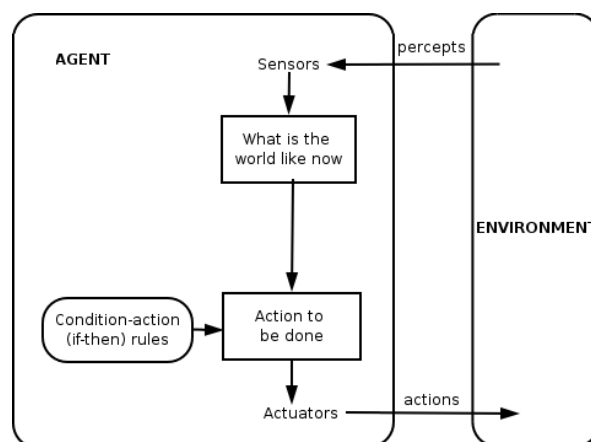 AGENT
Sensors
percepts
What is the
world like now
ENVIRONMENT
Condition-action
(if-then) rules
Action to
be done
Actuators
actions